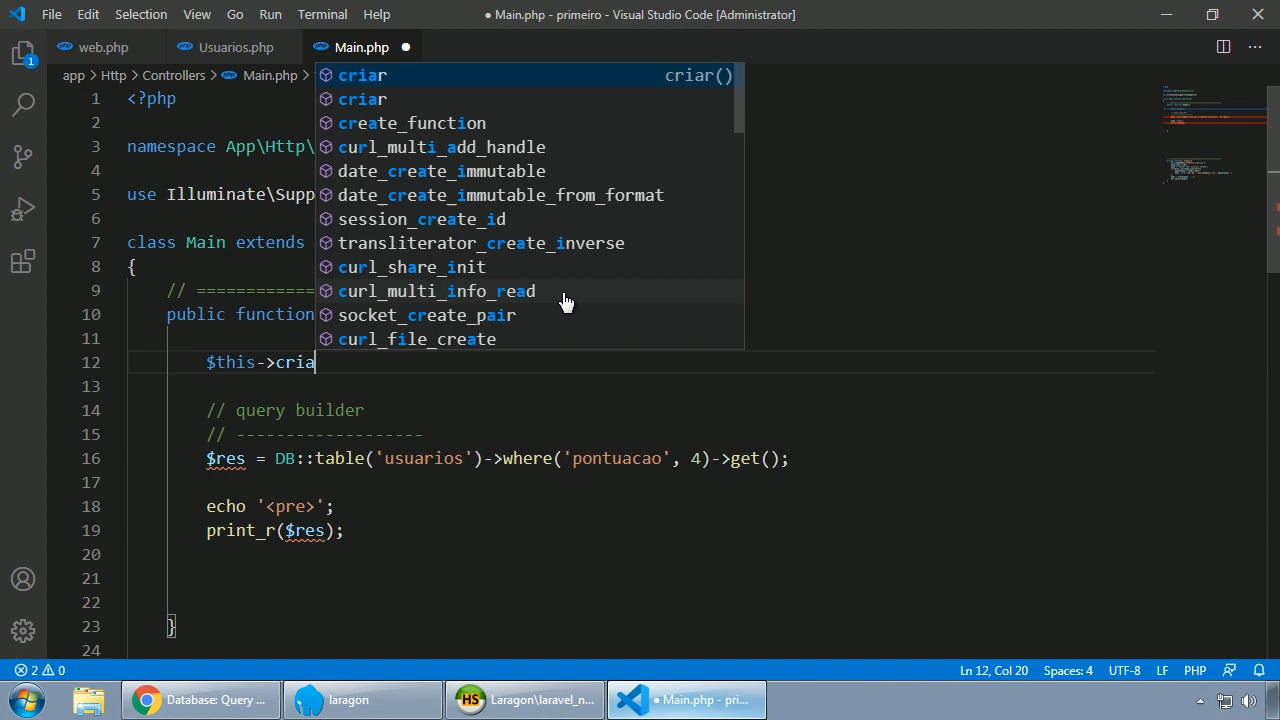 File Edit Selection View Go Run Terminal Help
● Main.php - primeiro - Visual Studio Code [Administrator]
web.php
Usuarios.php
Main.php ●
app > Http > Controllers > Main.php >
1 <?php
2
3 namespace App\Http\
4
5 use Illuminate\Supp
6
7 class Main extends
8 {
9 // ============
10 public function
11
12 $this->cria
13
14 // query builder
15 // -------------------
16 $res = DB::table('usuarios')->where('pontuacao', 4)->get();
17
18 echo '<pre>';
19 print_r($res);
20
21
22
23 }
24
criar criar()
criar
create_function
curl_multi_add_handle
date_create_immutable
date_create_immutable_from_format
session_create_id
transliterator_create_inverse
curl_share_init
curl_multi_info_read
socket_create_pair
curl_file_create
1
2 0
Ln 12, Col 20 Spaces: 4 UTF-8 LF PHP
Database: Query ...
laragon
HS Laragon\laravel_n...
● Main.php - pri...